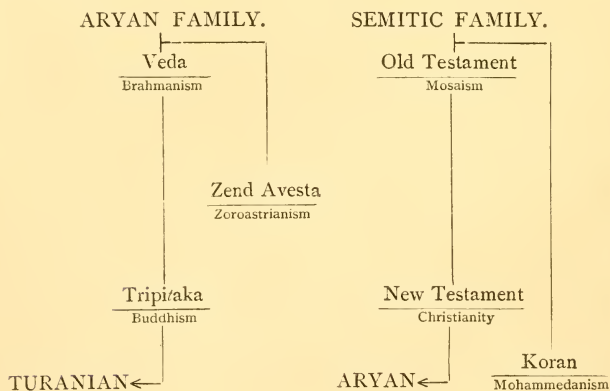 ARYAN FAMILY.
SEMITIC FAMILY.
Veda
Brahmanism
Old Testament
Mosaism
Zend Avesta
Zoroastrianism
Tripitaka
Buddhism
New Testament
Christianity
TURANIAN
ARYAN
Koran
Mohammedanism